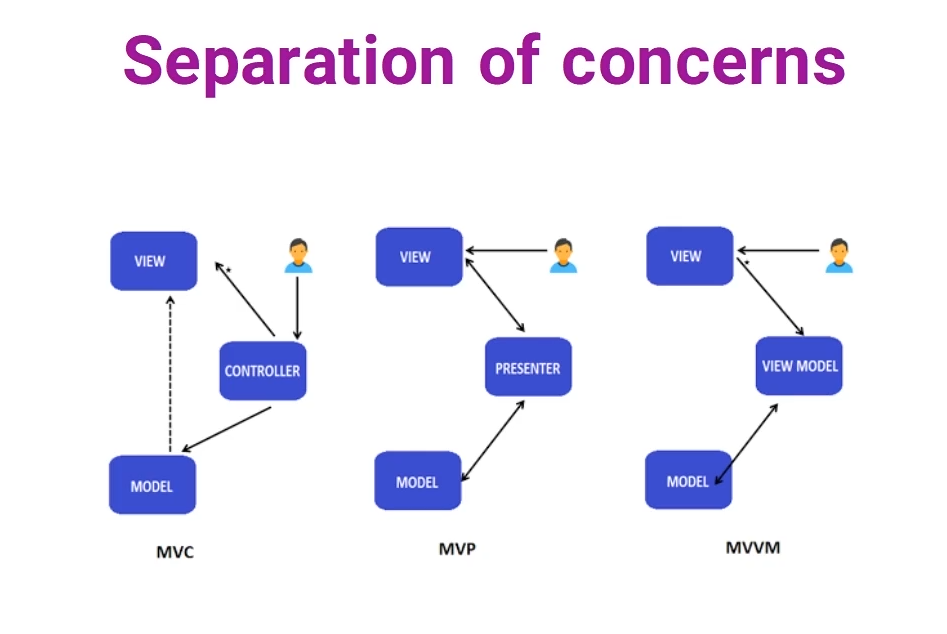 Separation of concerns
VIEW
CONTROLLER
MODEL
MVC
VIEW
PRESENTER
MODEL
MVP
VIEW
VIEW MODEL
MODEL
MVVM